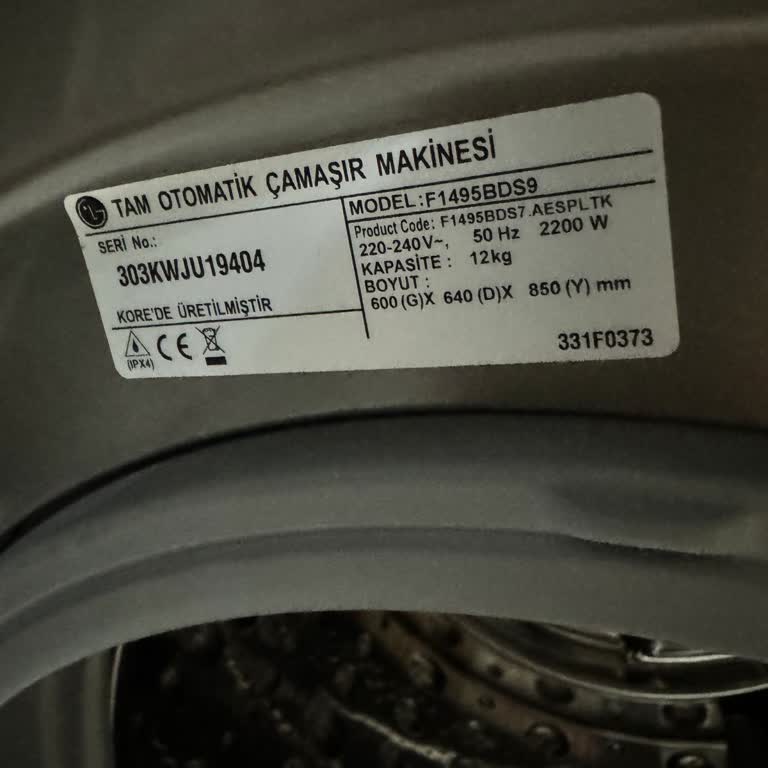 LG TAM OTOMATİK ÇAMAŞIR MAKİNESİ
SERİ No.:
303KWJU19404
KORE'DE ÜRETİLMİŞTİR
(IPX4)
CE
MODEL:F1495BDS9
Product Code: F1495BDS7.AESPLTK
220-240V~, 50 Hz 2200 W
KAPASİTE : 12kg
BOYUT :
600 (G)X 640 (D)X 850 (Y) mm
331F0373